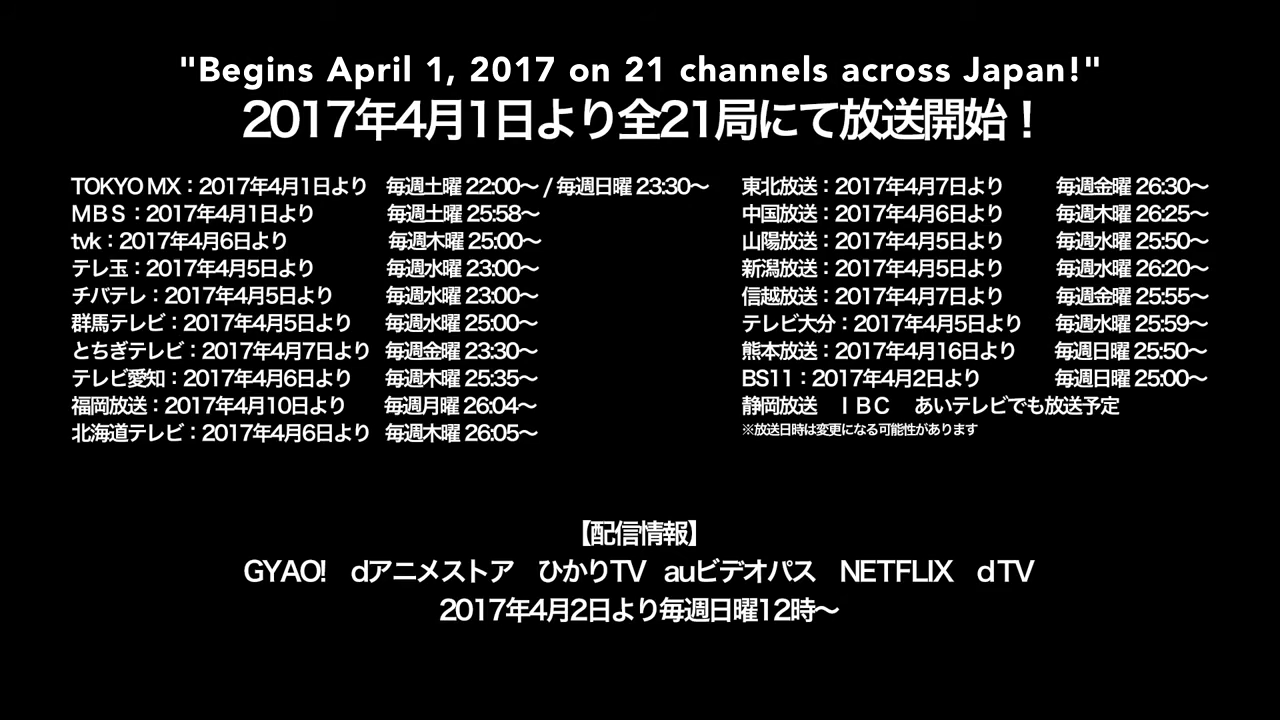 "Begins April 1, 2017 on 21 channels across Japan!"
2017年4月1日より全21局にて放送開始！
TOKYO MX：2017年4月1日より 毎週土曜 22:00〜 / 毎週日曜 23:30〜
ＭＢＳ：2017年4月1日より 毎週土曜 25:58〜
tvk：2017年4月6日より 毎週木曜 25:00〜
テレ玉：2017年4月5日より 毎週水曜 23:00〜
チバテレ：2017年4月5日より 毎週水曜 23:00〜
群馬テレビ：2017年4月5日より 毎週水曜 25:00〜
とちぎテレビ：2017年4月7日より 毎週金曜 23:30〜
テレビ愛知：2017年4月6日より 毎週木曜 25:35〜
福岡放送：2017年4月10日より 毎週月曜 26:04〜
北海道テレビ：2017年4月6日より 毎週木曜 26:05〜
東北放送：2017年4月7日より 毎週金曜 26:30〜
中国放送：2017年4月6日より 毎週木曜 26:25〜
山陽放送：2017年4月5日より 毎週水曜 25:50〜
新潟放送：2017年4月5日より 毎週水曜 26:20〜
信越放送：2017年4月7日より 毎週金曜 25:55〜
テレビ大分：2017年4月5日より 毎週水曜 25:59〜
熊本放送：2017年4月16日より 毎週日曜 25:50〜
BS11：2017年4月2日より 毎週日曜 25:00〜
静岡放送　ＩＢＣ　あいテレビでも放送予定
※放送日時は変更になる可能性があります
【配信情報】
GYAO!　dアニメストア　ひかりTV　auビデオパス　NETFLIX　dTV
2017年4月2日より毎週日曜12時〜